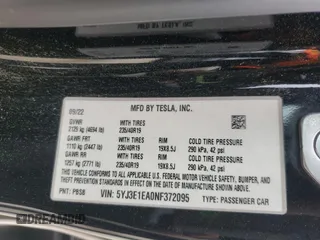 MFD BY TESLA, INC.
09/22
GVWR
2129 kg (4694 lb)
WITH TIRES
235/40R19
GAWR FRT
1110 kg (2447 lb)
WITH TIRES
235/40R19
RIM
19X8.5J
COLD TIRE PRESSURE
290 kPa, 42 psi
GAWR RR
1257 kg (2771 lb)
WITH TIRES
235/40R19
RIM
19X8.5J
COLD TIRE PRESSURE
290 kPa, 42 psi
THIS VEHICLE CONFORMS TO ALL APPLICABLE U.S. FEDERAL MOTOR VEHICLE SAFETY, BUMPER, AND
THEFT PREVENTION STANDARDS IN EFFECT ON THE DATE OF MANUFACTURE SHOWN ABOVE.
PNT: PBSB
VIN: 5YJ3E1EA0NF372095
TYPE: PASSENGER CAR